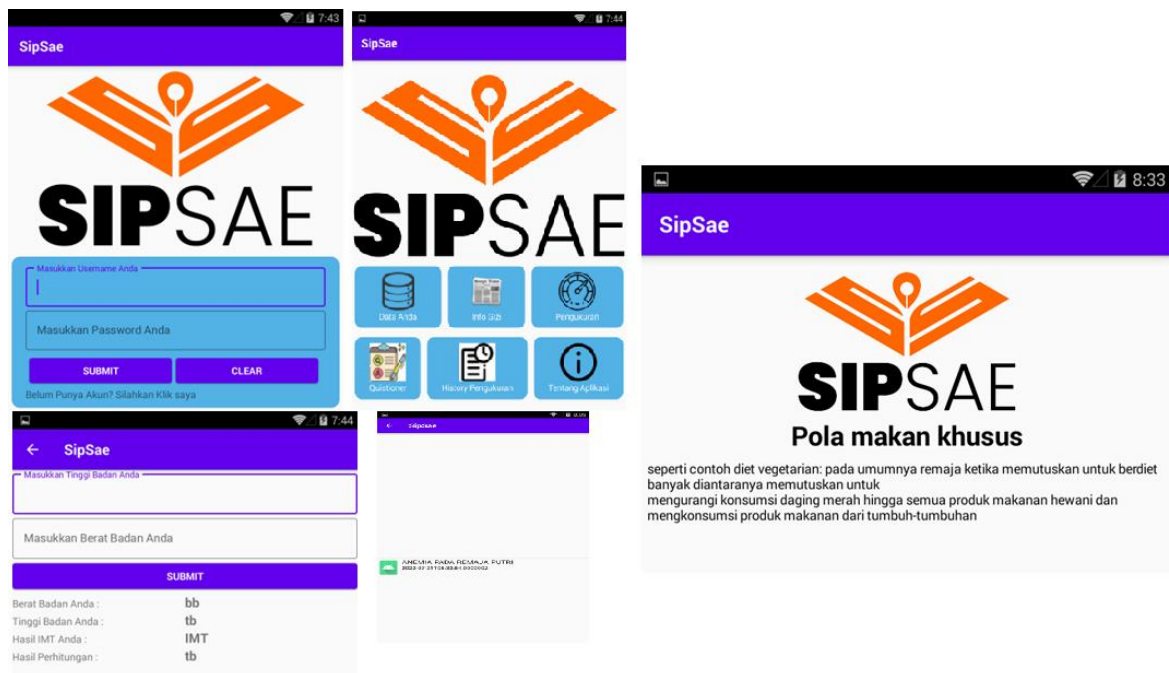 7:43
SipSae
SIPSAE
Masukkan Username Anda
Masukkan Password Anda
SUBMIT
CLEAR
Belum Punya Akun? Silahkan Klik saya
7:44
SipSae
SIPSAE
Data Anda
Info Gizi
Pengukuran
Quistioner
History Pengukuran
Tentang Aplikasi
7:44
SipSae
Masukkan Tinggi Badan Anda
Masukkan Berat Badan Anda
SUBMIT
Berat Badan Anda : bb
Tinggi Badan Anda : tb
Hasil IMT Anda : IMT
Hasil Perhitungan : tb
SipSae
ANEMIA PADA REMAJA PUTRI
8:33
SipSae
SIPSAE
Pola makan khusus
seperti contoh diet vegetarian: pada umumnya remaja ketika memutuskan untuk berdiet
banyak diantaranya memutuskan untuk
mengurangi konsumsi daging merah hingga semua produk makanan hewani dan
mengkonsumsi produk makanan dari tumbuh-tumbuhan